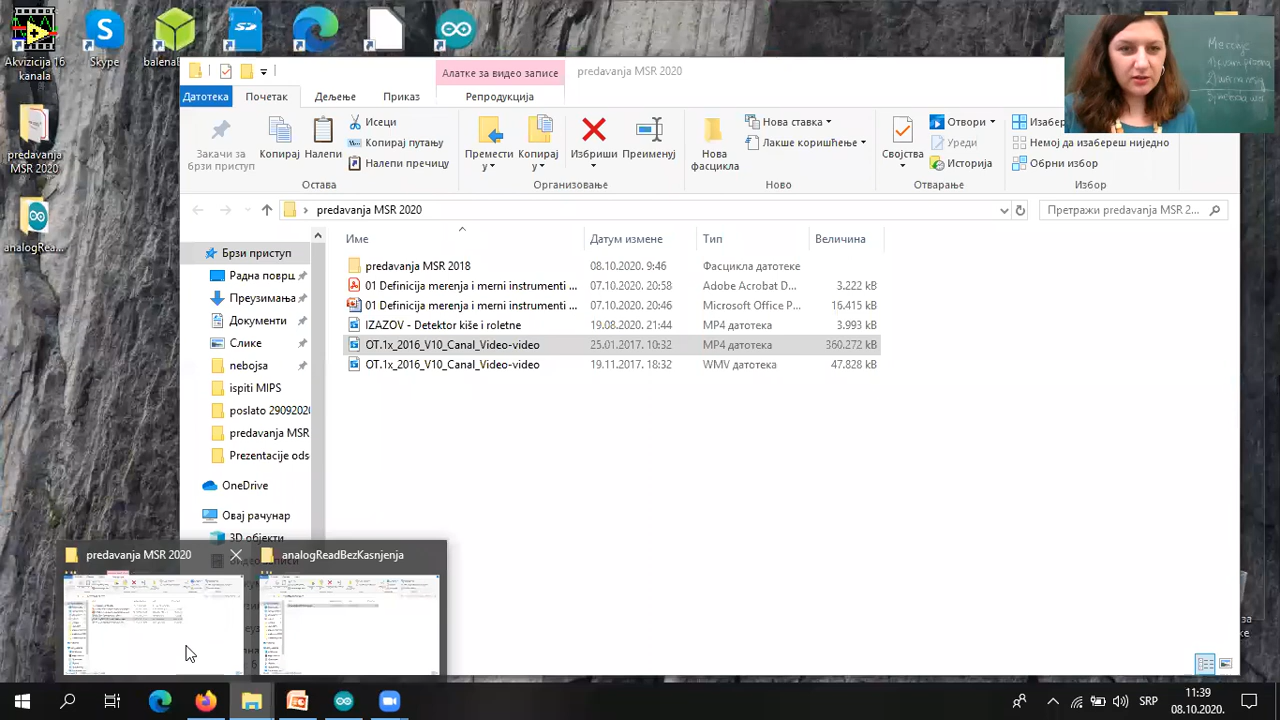 Akvizicija 16
kanala
Skype
predavanja
MSR 2020
analogRea...
Алатке за видео записе
predavanja MSR 2020
Датотека
Почетак
Дељење
Приказ
Репродукција
Закачи за
брзи приступ
Копирај
Налепи
Исеци
Копирај путању
Налепи пречицу
Остава
Премести
у
Копирај
у
Избриши
Преименуј
Организовање
Нова
фасцикла
Нова ставка
Лакше коришћење
Ново
Својства
Отвори
Уреди
Историја
Отварање
Немој да изабереш ниједно
Обрни избор
Избор
predavanja MSR 2020
Претражи predavanja MSR 2...
Име
Датум измене
Тип
Величина
predavanja MSR 2018
08.10.2020. 9:46
Фасцикла датотеке
01 Definicija merenja i merni instrumenti ...
07.10.2020. 20:58
Adobe Acrobat D...
3.222 kB
01 Definicija merenja i merni instrumenti ...
07.10.2020. 20:46
Microsoft Office P...
16.415 kB
IZAZOV - Detektor kiše i roletne
19.08.2020. 21:44
MP4 датотека
3.993 kB
OT.1x_2016_V10_Canal_Video-video
25.01.2017. 10:32
MP4 датотека
360.272 kB
OT.1x_2016_V10_Canal_Video-video
19.11.2017. 18:32
WMV датотека
47.828 kB
Брзи приступ
Радна површ
Преузимања
Документи
Слике
nebojsa
ispiti MIPS
poslato 2909202
predavanja MSR
Prezentacije ods
OneDrive
Овај рачунар
3D објекти
predavanja MSR 2020
analogReadBezKasnjenja
SRP
11:39
08.10.2020.